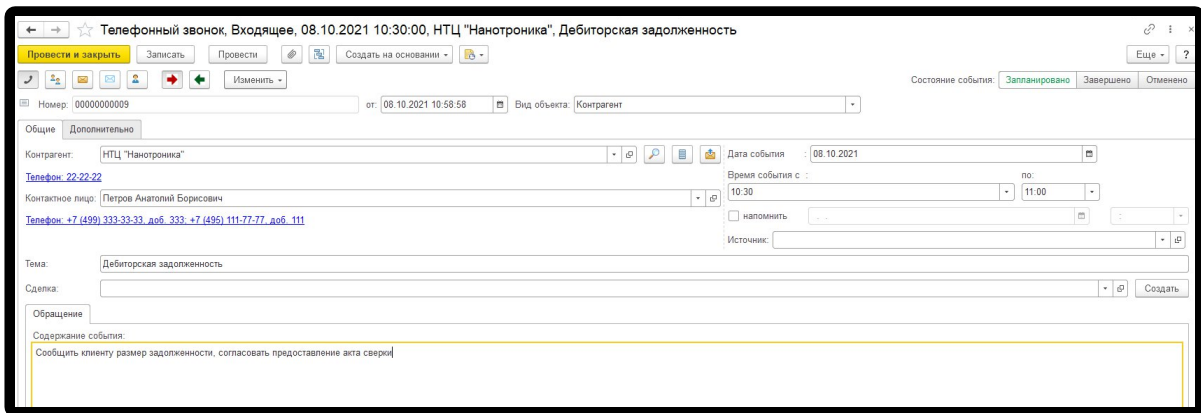 Телефонный звонок, Входящее, 08.10.2021 10:30:00, НТЦ "Нанотроника", Дебиторская задолженность
Провести и закрыть Записать Провести Создать на основании Еще ?
Изменить Состояние события: Запланировано Завершено Отменено
Номер: 00000000009 от: 08.10.2021 10:58:58 Вид объекта: Контрагент
Общие Дополнительно
Контрагент: НТЦ "Нанотроника" Дата события : 08.10.2021
Телефон: 22-22-22 Время события с : по:
Контактное лицо: Петров Анатолий Борисович 10:30 11:00
Телефон: +7 (499) 333-33-33, доб. 333; +7 (495) 111-77-77, доб. 111 напомнить . . :
Источник:
Тема: Дебиторская задолженность
Сделка: Создать
Обращение
Содержание события:
Сообщить клиенту размер задолженности, согласовать предоставление акта сверки